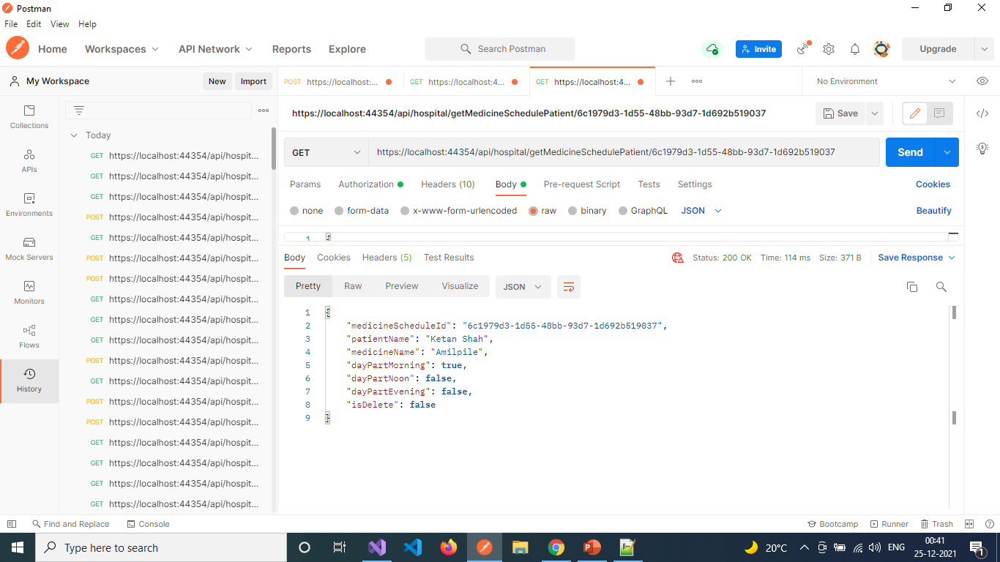 Postman
File Edit View Help
Home Workspaces API Network Reports Explore Search Postman Invite Upgrade
My Workspace New Import POST https://localhost:... GET https://localhost:4... GET https://localhost:4... No Environment
https://localhost:44354/api/hospital/getMedicineSchedulePatient/6c1979d3-1d55-48bb-93d7-1d692b519037 Save
Collections
APIs
Environments
Mock Servers
Monitors
Flows
History
Today
GET https://localhost:44354/api/hospit...
GET https://localhost:44354/api/hospit...
GET https://localhost:44354/api/hospit...
POST https://localhost:44354/api/hospit...
GET https://localhost:44354/api/hospit...
POST https://localhost:44354/api/hospit...
POST https://localhost:44354/api/hospit...
GET https://localhost:44354/api/hospit...
GET https://localhost:44354/api/hospit...
GET https://localhost:44354/api/hospit...
POST https://localhost:44354/api/hospit...
GET https://localhost:44354/api/hospit...
POST https://localhost:44354/api/hospit...
POST https://localhost:44354/api/hospit...
GET https://localhost:44354/api/hospit...
GET https://localhost:44354/api/hospit...
GET https://localhost:44354/api/hospit...
GET https://localhost:44354/api/hospit...
GET https://localhost:44354/api/hospital/getMedicineSchedulePatient/6c1979d3-1d55-48bb-93d7-1d692b519037 Send
Params Authorization Headers (10) Body Pre-request Script Tests Settings Cookies
none form-data x-www-form-urlencoded raw binary GraphQL JSON Beautify
1 {
Body Cookies Headers (5) Test Results Status: 200 OK Time: 114 ms Size: 371 B Save Response
Pretty Raw Preview Visualize JSON
1 {
2 "medicineScheduleId": "6c1979d3-1d55-48bb-93d7-1d692b519037",
3 "patientName": "Ketan Shah",
4 "medicineName": "Amilpile",
5 "dayPartMorning": true,
6 "dayPartNoon": false,
7 "dayPartEvening": false,
8 "isDelete": false
9 }
Find and Replace Console Bootcamp Runner Trash
Type here to search 20°C ENG 00:41
25-12-2021 1